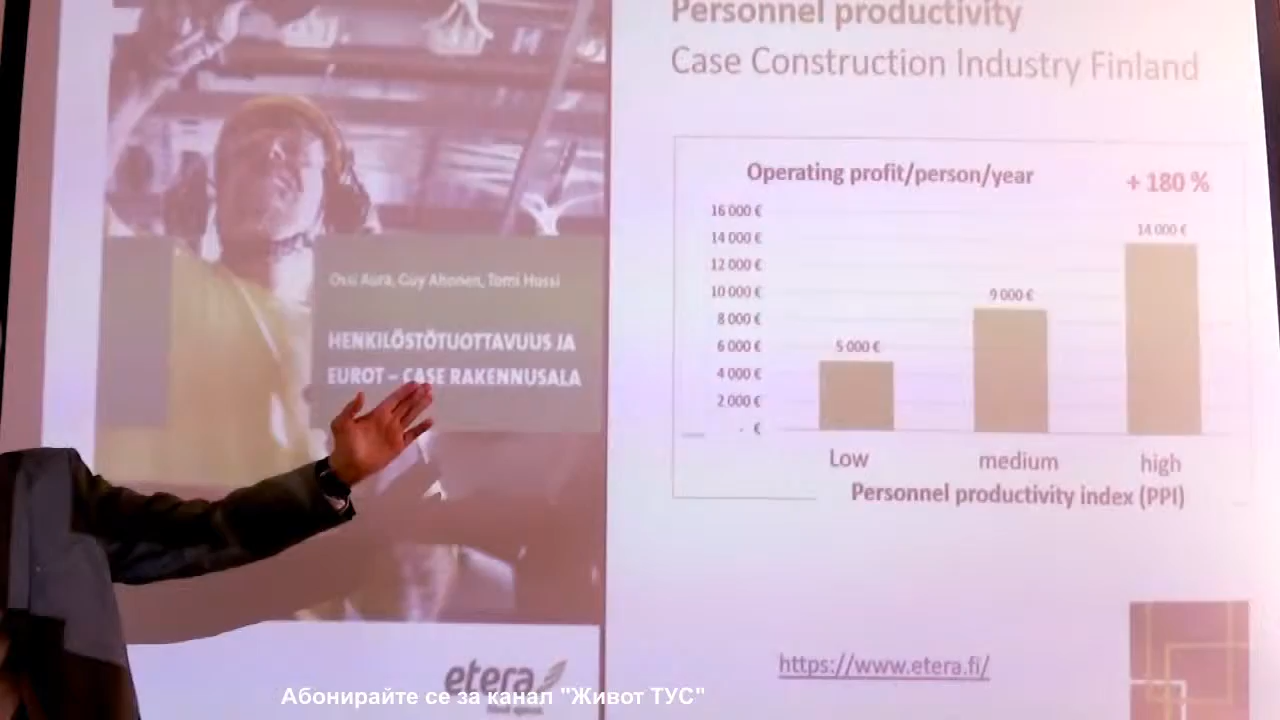 Personnel productivity
Case Construction Industry Finland
Operating profit/person/year
+ 180 %
16 000 €
14 000 €
12 000 €
10 000 €
8 000 €
6 000 €
4 000 €
2 000 €
- €
5 000 €
9 000 €
14 000 €
Low medium high
Personnel productivity index (PPI)
Ossi Aura, Guy Ahonen, Tomi Hussi
HENKILÖSTÖTUOTTAVUUS JA
EUROT – CASE RAKENNUSALA
etera
https://www.etera.fi/
Абонирайте се за канал "Живот ТУС"